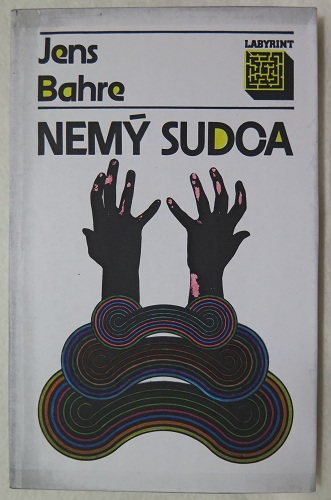 Jens
Bahre
LABYRINT
NEMÝ SUDCA